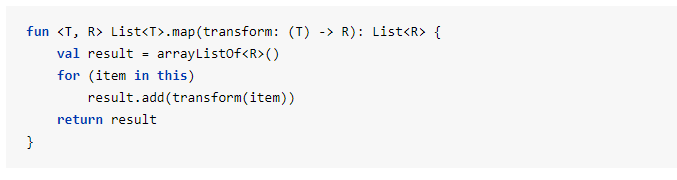 fun <T, R> List<T>.map(transform: (T) -> R): List<R> {
    val result = arrayListOf<R>()
    for (item in this)
        result.add(transform(item))
    return result
}